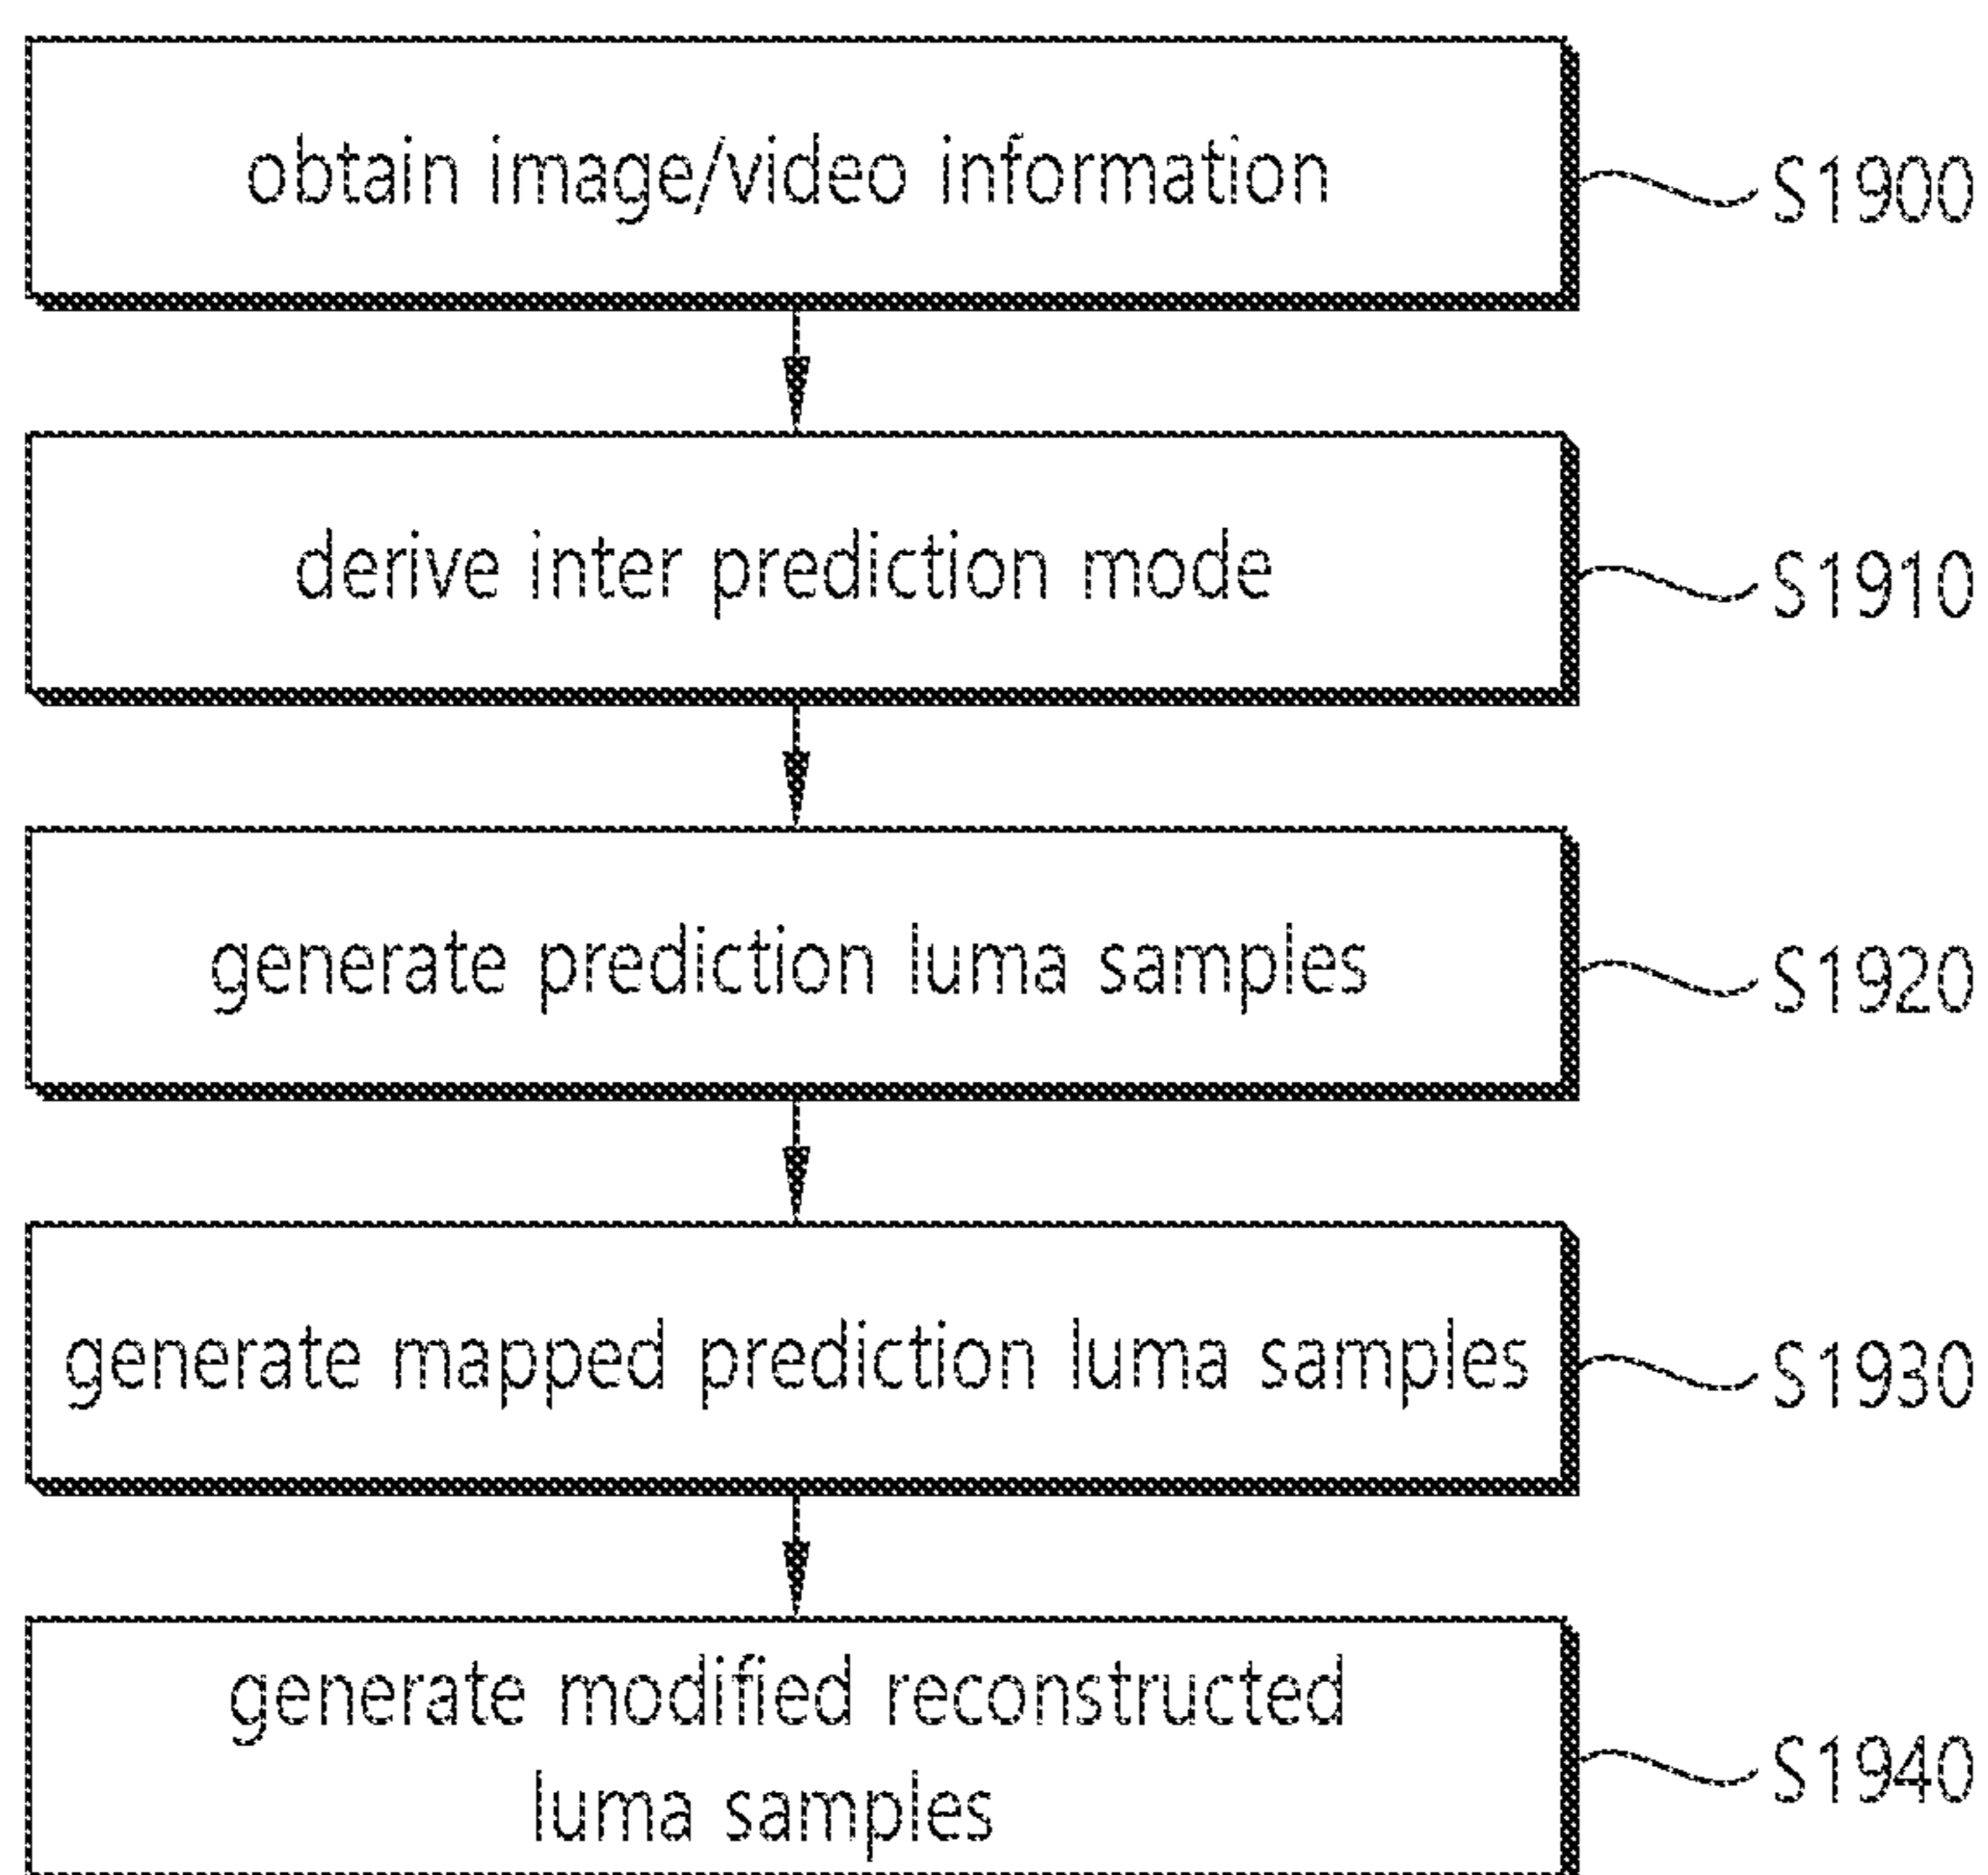 obtain image/video information
S1900
derive inter prediction mode
S1910
generate prediction luma samples
S1920
generate mapped prediction luma samples
S1930
generate modified reconstructed
luma samples
S1940